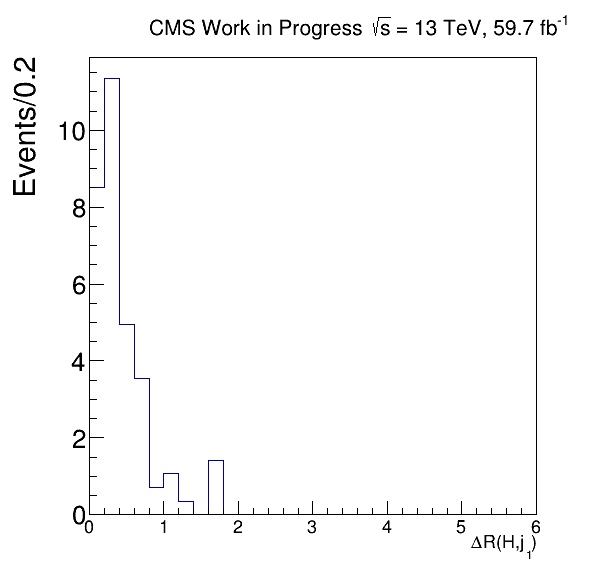 CMS Work in Progress √s = 13 TeV, 59.7 fb⁻¹
Events/0.2
10
8
6
4
2
0
0 1 2 3 4 5 6
ΔR(H,j₁)